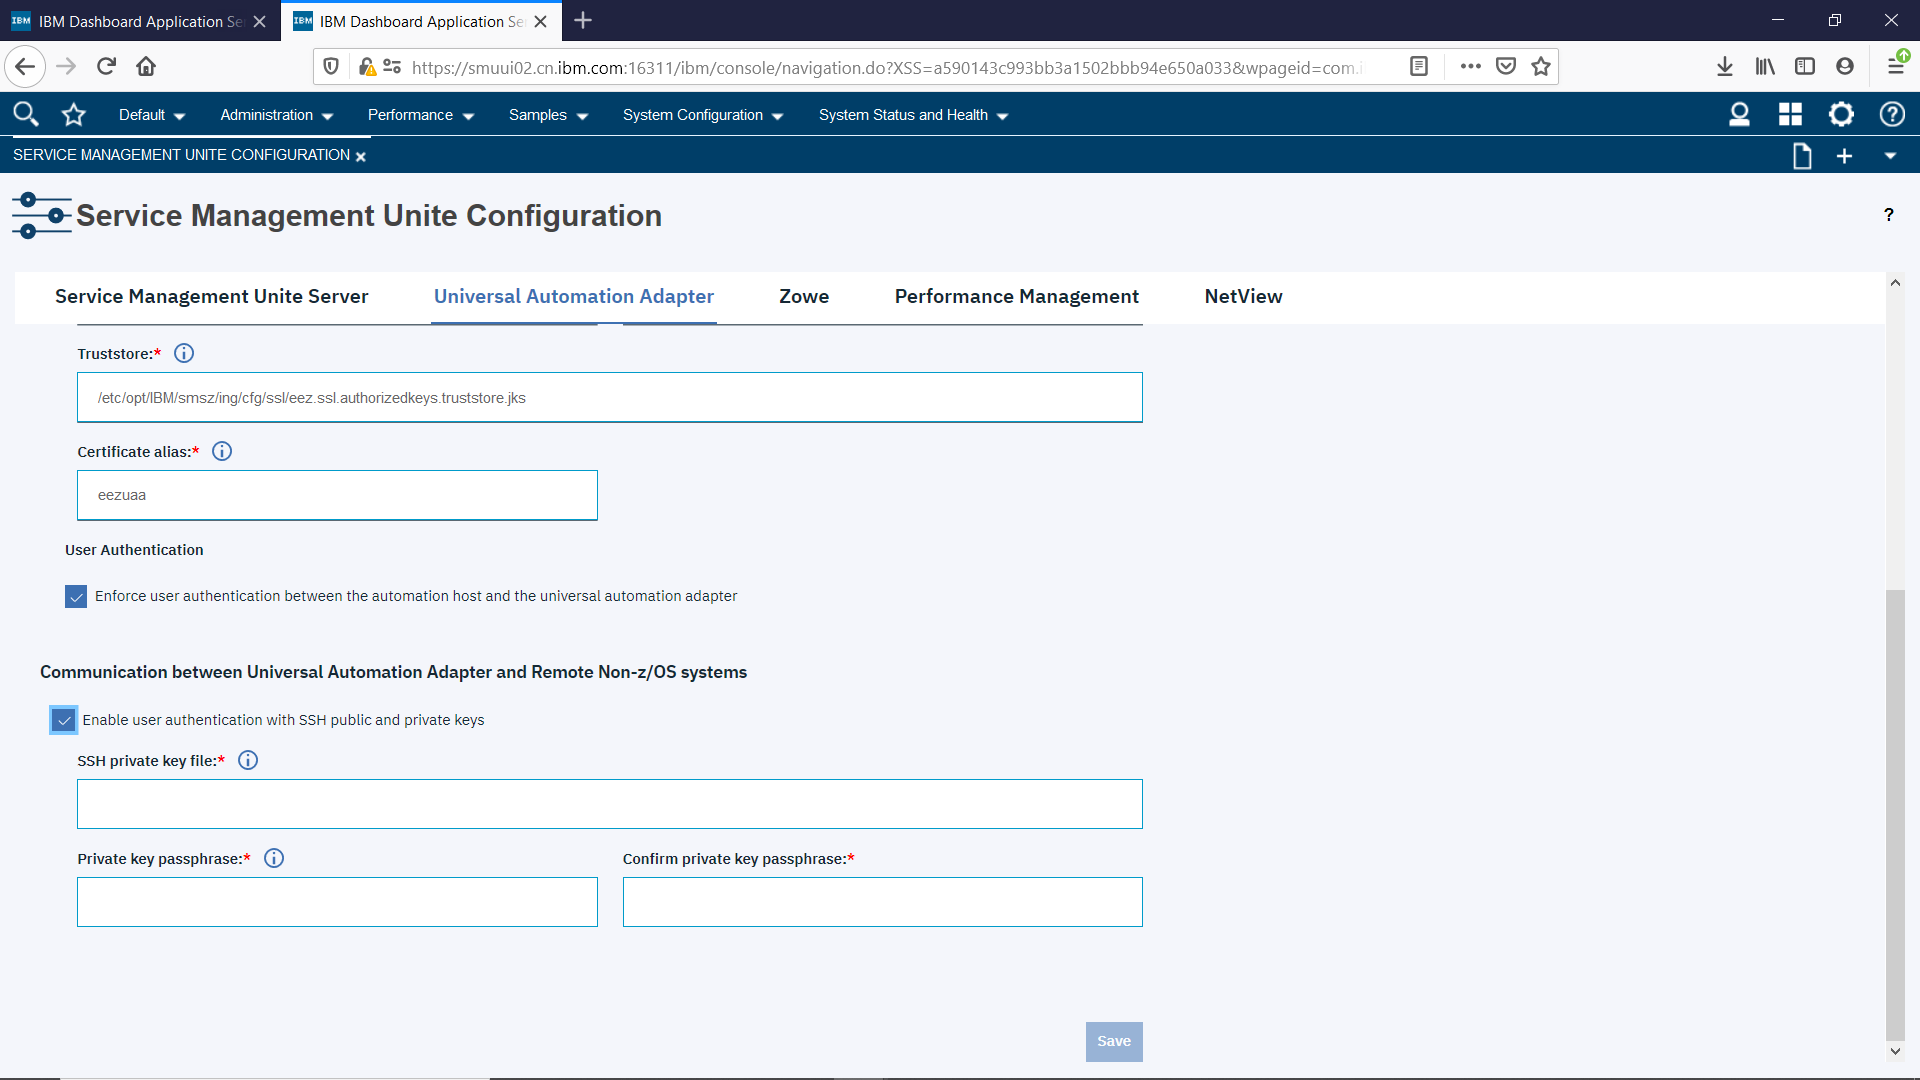 IBM IBM Dashboard Application Se
IBM IBM Dashboard Application Se
https://smuui02.cn.ibm.com:16311/ibm/console/navigation.do?XSS=a590143c993bb3a1502bbb94e650a033&wpageid=com.i
Default Administration Performance Samples System Configuration System Status and Health
SERVICE MANAGEMENT UNITE CONFIGURATION
Service Management Unite Configuration
?
Service Management Unite Server Universal Automation Adapter Zowe Performance Management NetView
Truststore:*
/etc/opt/IBM/smsz/ing/cfg/ssl/eez.ssl.authorizedkeys.truststore.jks
Certificate alias:*
eezuaa
User Authentication
Enforce user authentication between the automation host and the universal automation adapter
Communication between Universal Automation Adapter and Remote Non-z/OS systems
Enable user authentication with SSH public and private keys
SSH private key file:*
Private key passphrase:* Confirm private key passphrase:*
Save